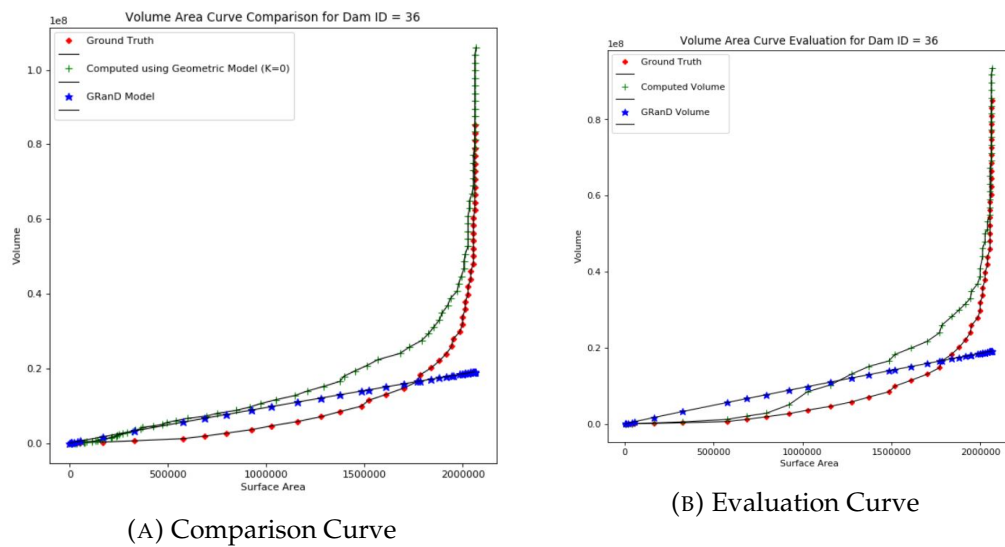 Volume Area Curve Comparison for Dam ID = 36
1e8
Ground Truth
Computed using Geometric Model (K=0)
GRanD Model
1.0
0.8
0.6
0.4
0.2
0.0
Volume
0 500000 1000000 1500000 2000000
Surface Area
(A) Comparison Curve
Volume Area Curve Evaluation for Dam ID = 36
1e8
Ground Truth
Computed Volume
GRanD Volume
0.8
0.6
0.4
0.2
0.0
Volume
0 500000 1000000 1500000 2000000
Surface Area
(B) Evaluation Curve